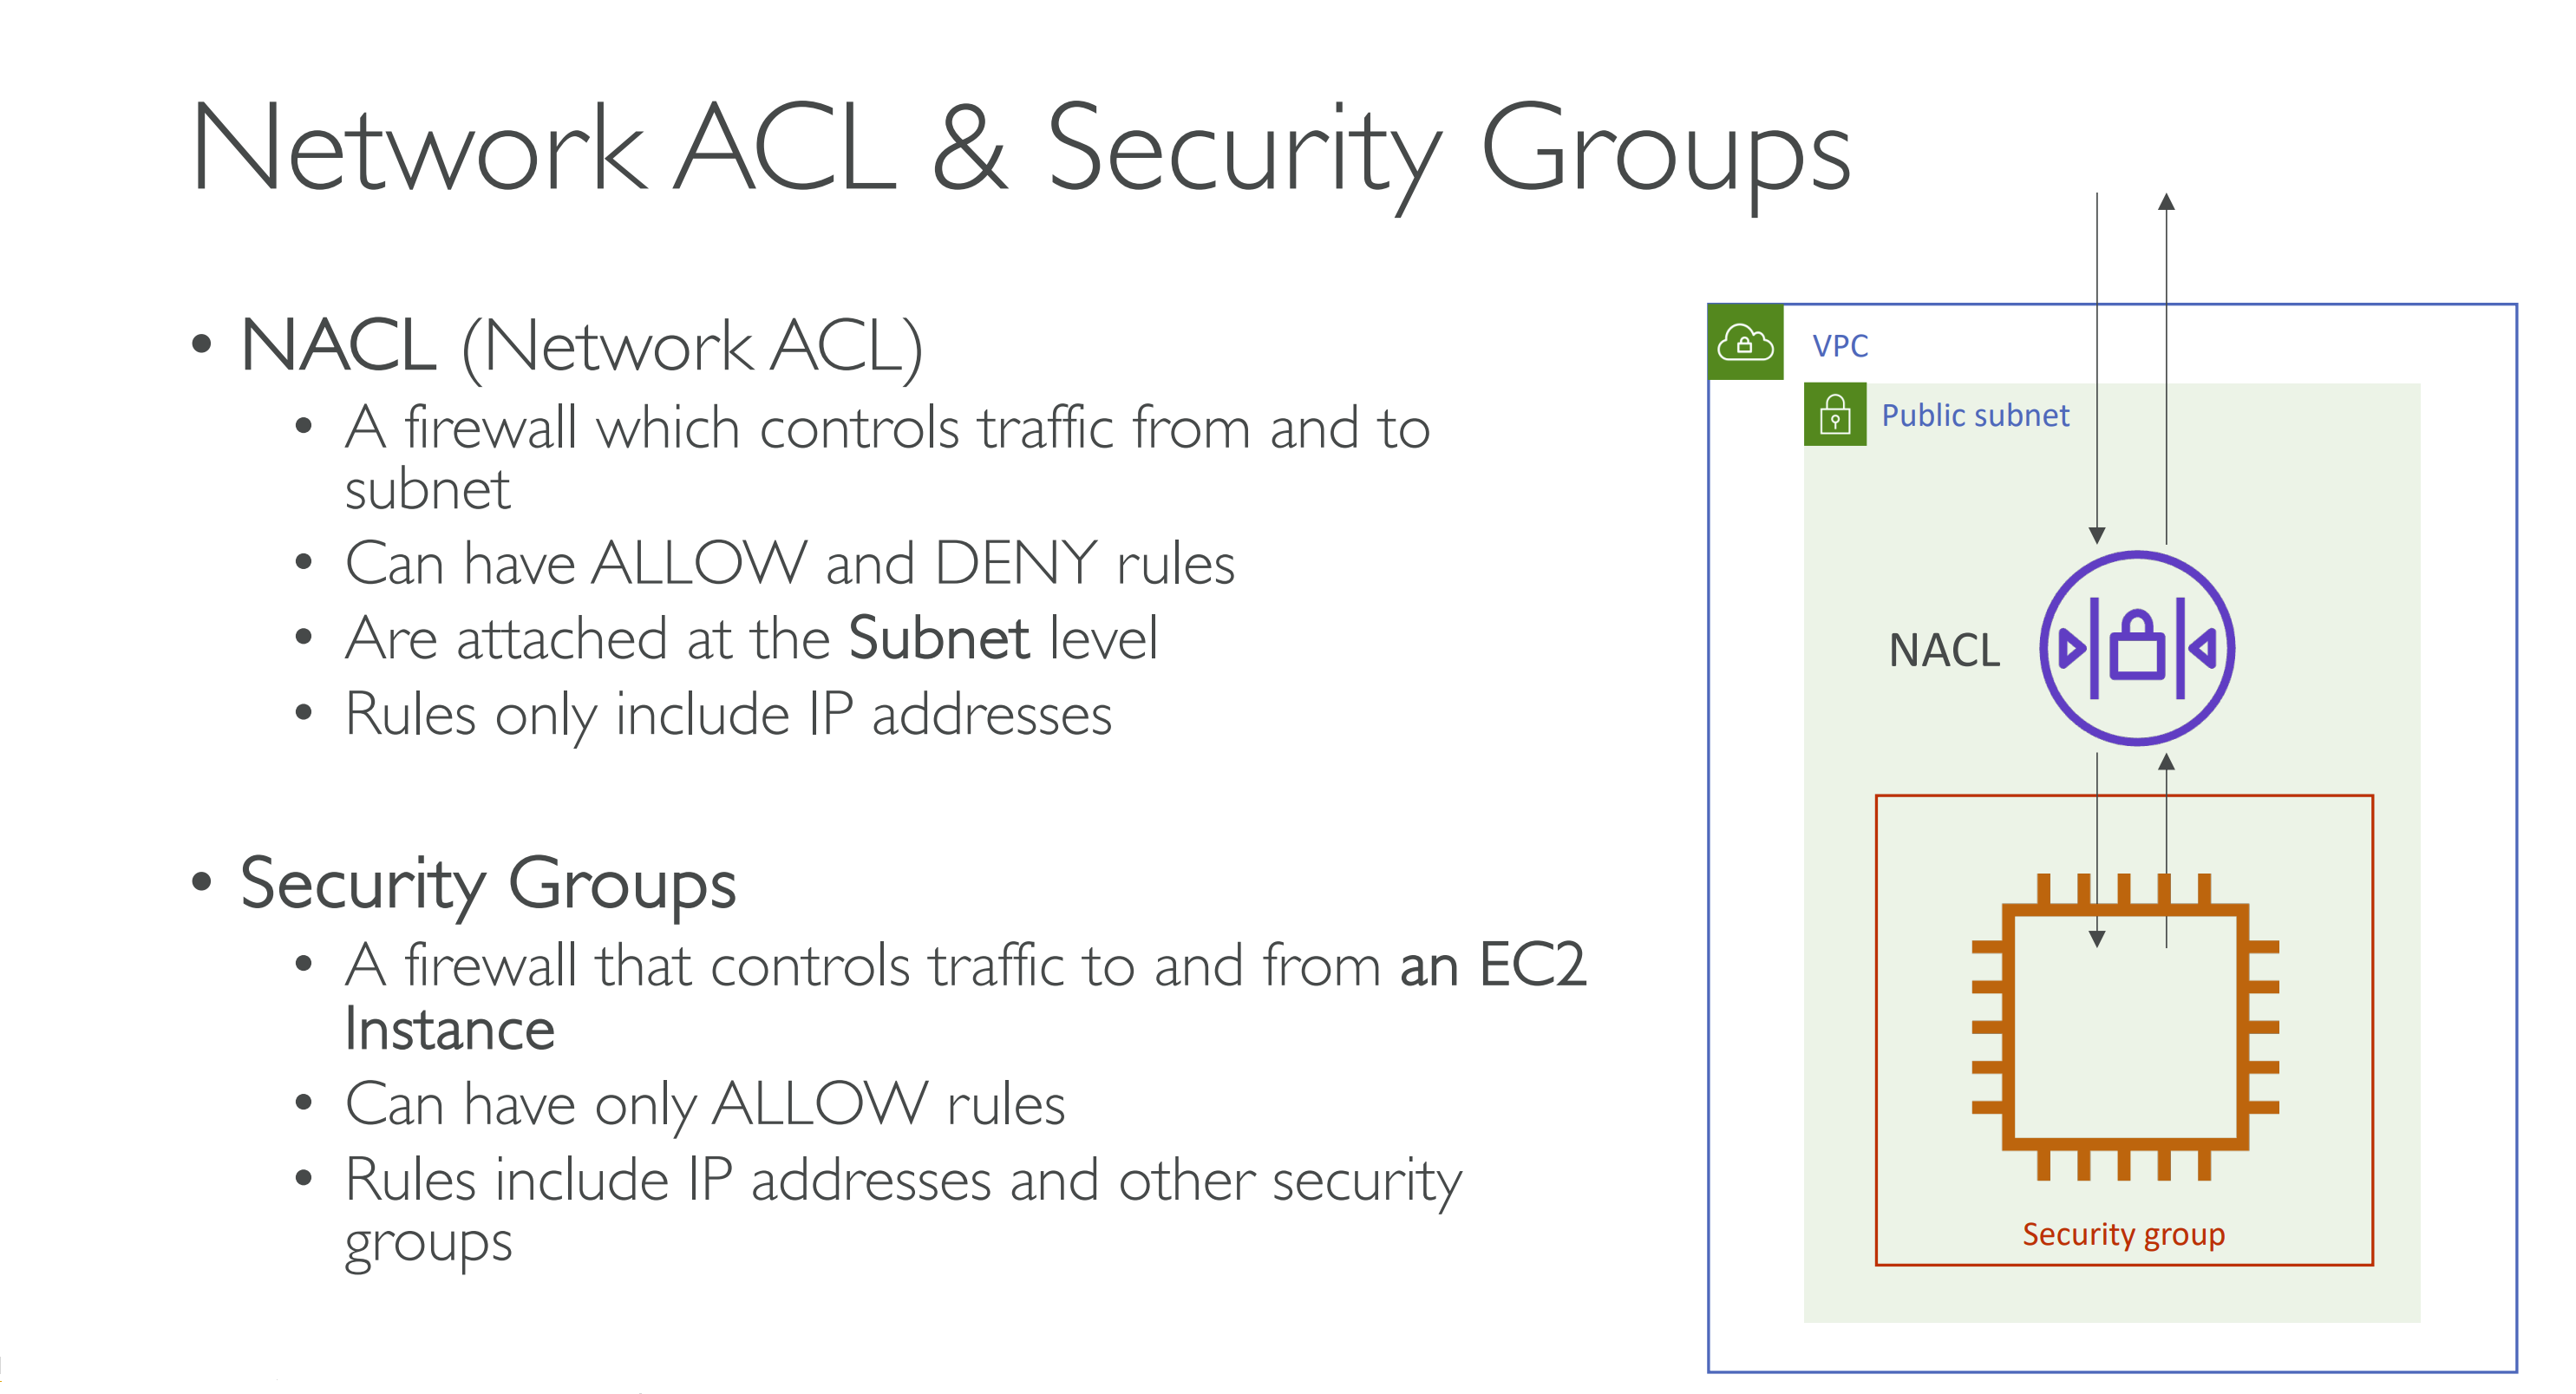 Network ACL & Security Groups
• NACL (Network ACL)
• A firewall which controls traffic from and to
subnet
• Can have ALLOW and DENY rules
• Are attached at the Subnet level
• Rules only include IP addresses
• Security Groups
• A firewall that controls traffic to and from an EC2
Instance
• Can have only ALLOW rules
• Rules include IP addresses and other security
groups
VPC
Public subnet
NACL
Security group